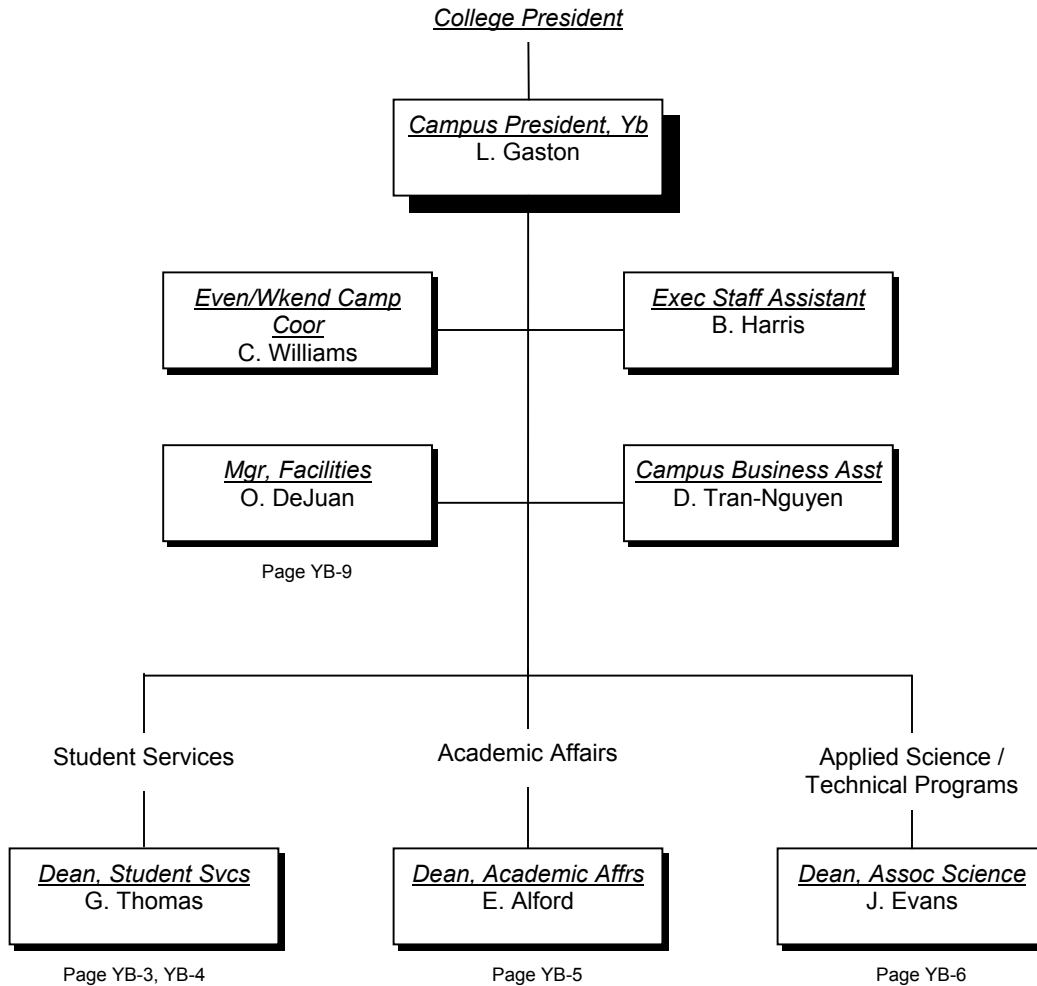 College President
Campus President, Yb
L. Gaston
Even/Wkend Camp
Coor
C. Williams
Exec Staff Assistant
B. Harris
Mgr, Facilities
O. DeJuan
Campus Business Asst
D. Tran-Nguyen
Page YB-9
Student Services
Academic Affairs
Applied Science /
Technical Programs
Dean, Student Svcs
G. Thomas
Dean, Academic Affrs
E. Alford
Dean, Assoc Science
J. Evans
Page YB-3, YB-4
Page YB-5
Page YB-6